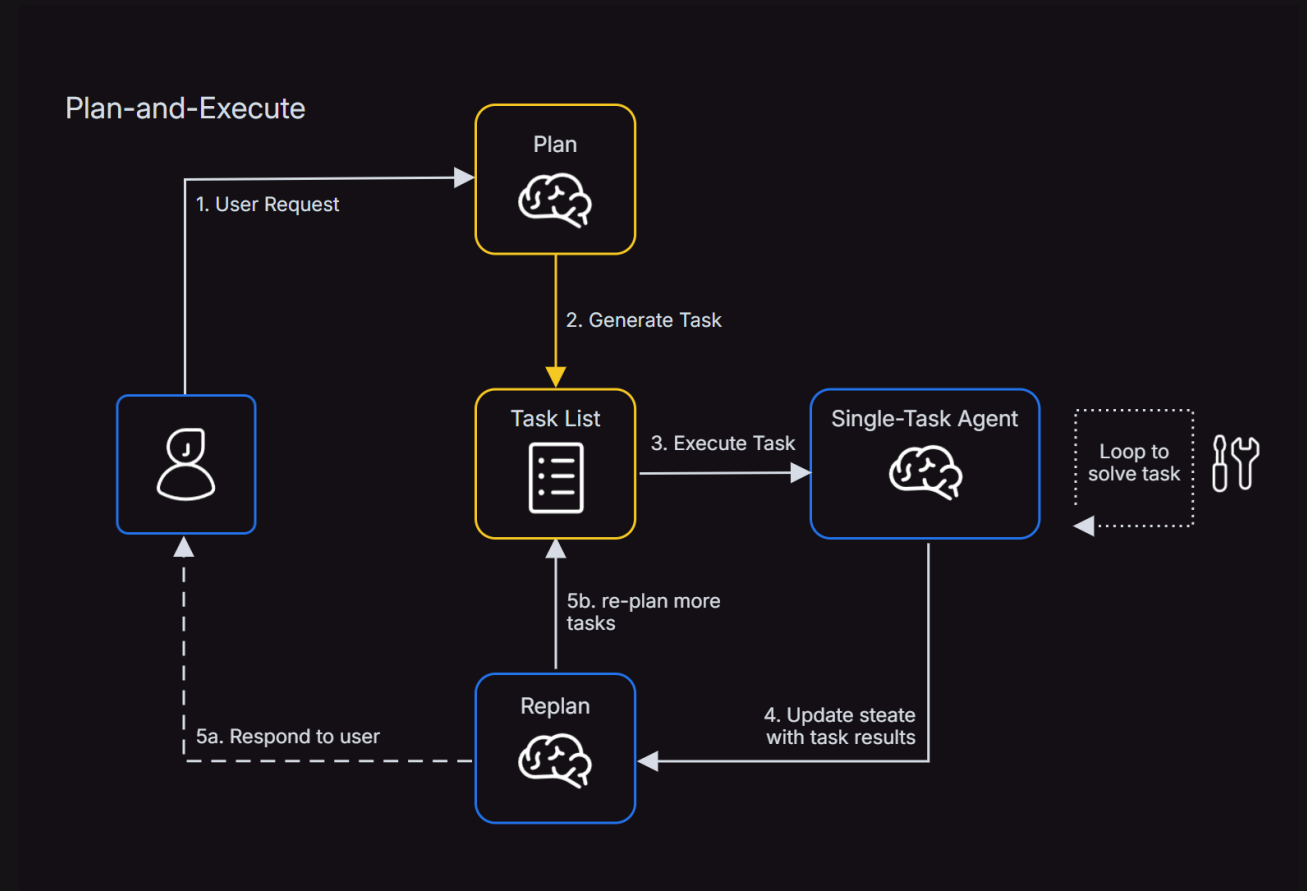 Plan-and-Execute
Plan
1. User Request
2. Generate Task
Task List
3. Execute Task
Single-Task Agent
Loop to
solve task
5b. re-plan more
tasks
Replan
4. Update steate
with task results
5a. Respond to user